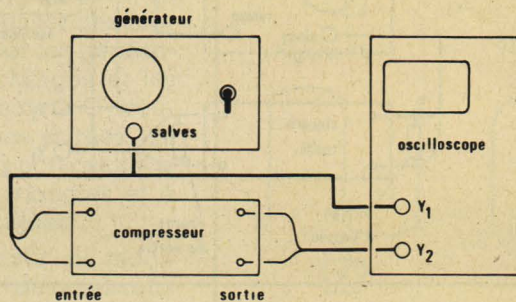 générateur
salves
oscilloscope
Y1
compresseur
Y2
entrée
sortie